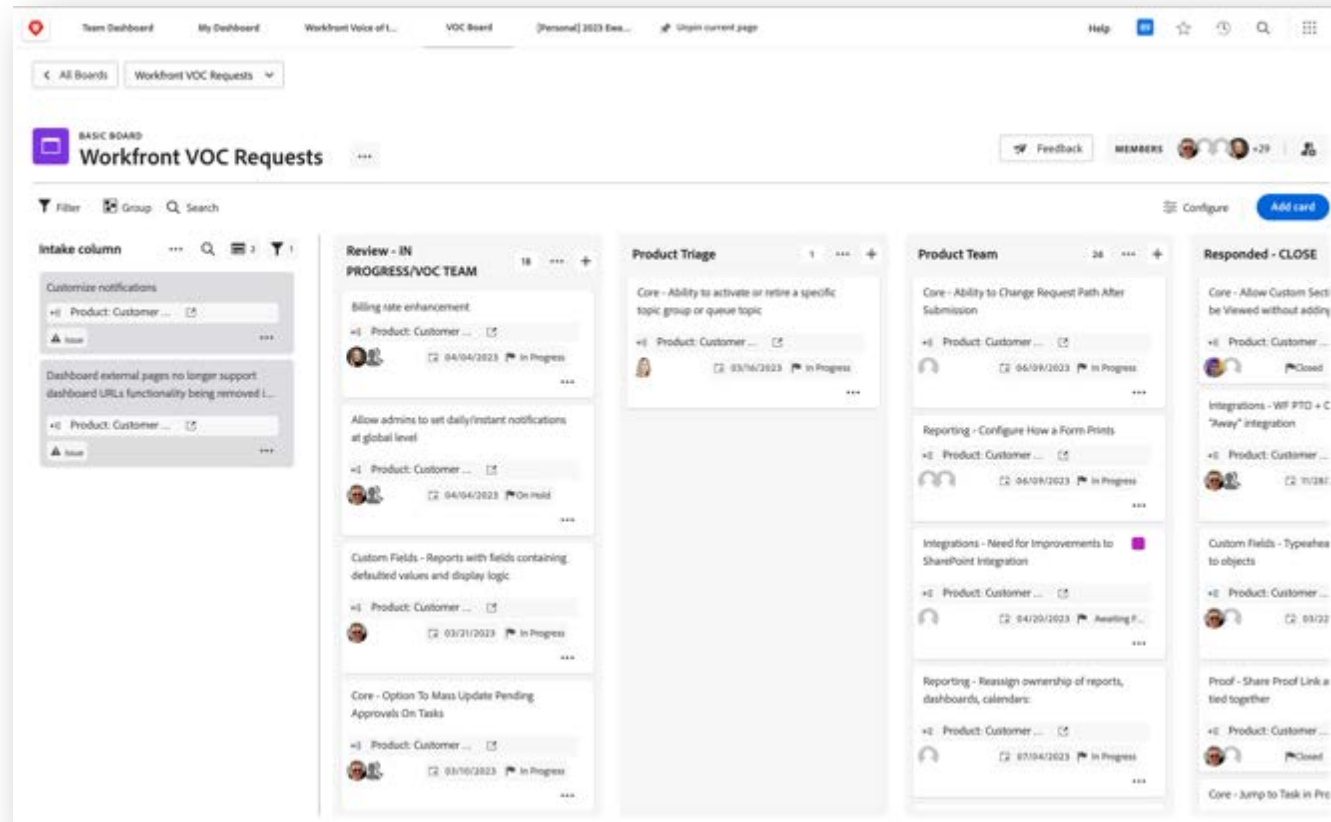 Team Dashboard
My Dashboard
Workfront Voice of t...
VOC Board
[Personal] 2023 Ewa...
Unpin current page
Help
All Boards
Workfront VOC Requests
BASIC BOARD
Workfront VOC Requests
Feedback
MEMBERS
+29
Filter
Group
Search
Configure
Add card
Intake column
Customize notifications
Product: Customer ...
Issue
Dashboard external pages no longer support
dashboard URLs functionality being removed i...
Product: Customer ...
Issue
Review - IN
PROGRESS/VOC TEAM
18
Billing rate enhancement
Product: Customer ...
04/04/2023 In Progress
Allow admins to set daily/instant notifications
at global level
Product: Customer ...
04/04/2023 On Hold
Custom Fields - Reports with fields containing
defaulted values and display logic
Product: Customer ...
03/21/2023 In Progress
Core - Option To Mass Update Pending
Approvals On Tasks
Product: Customer ...
03/10/2023 In Progress
Product Triage
1
Core - Ability to activate or retire a specific
topic group or queue topic
Product: Customer ...
03/16/2023 In Progress
Product Team
Core - Ability to Change Request Path After
Submission
Product: Customer ...
06/09/2023 In Progress
Reporting - Configure How a Form Prints
Product: Customer ...
06/09/2023 In Progress
Integrations - Need for Improvements to
SharePoint Integration
Product: Customer ...
04/20/2023 Awaiting F...
Reporting - Reassign ownership of reports,
dashboards, calendars:
Product: Customer ...
07/04/2023 In Progress
Responded - CLOSE
Core - Allow Custom Secti
be Viewed without adding
Product: Customer ...
Closed
Integrations - WF PTO + C
"Away" integration
Product: Customer ...
Custom Fields - Typeahea
to objects
Product: Customer ...
03/22
Proof - Share Proof Link a
tied together
Product: Customer ...
Closed
Core - Jump to Task in Pro